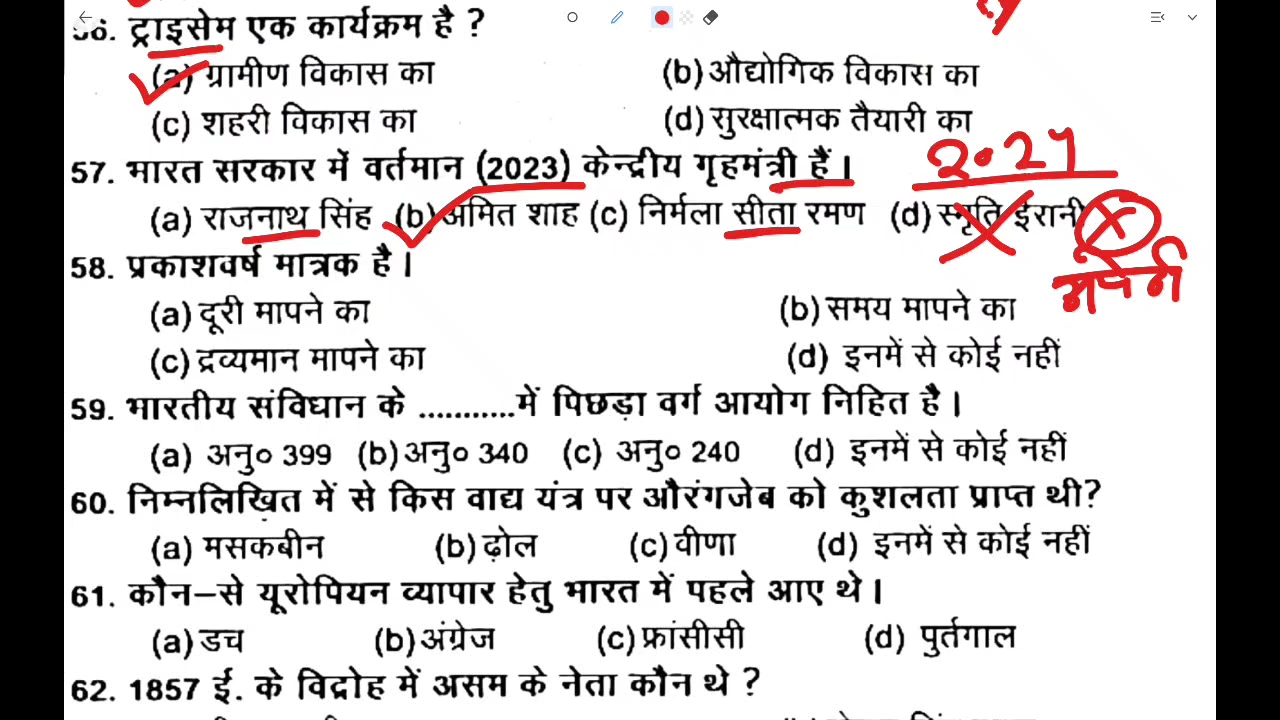 56. ट्राइसेम एक कार्यक्रम है ?
(a) ग्रामीण विकास का (b) औद्योगिक विकास का
(c) शहरी विकास का (d) सुरक्षात्मक तैयारी का
57. भारत सरकार में वर्तमान (2023) केन्द्रीय गृहमंत्री हैं । 2024
(a) राजनाथ सिंह (b) अमित शाह (c) निर्मला सीता रमण (d) स्मृति ईरानी
58. प्रकाशवर्ष मात्रक है ।
(a) दूरी मापने का (b) समय मापने का
(c) द्रव्यमान मापने का (d) इनमें से कोई नहीं
59. भारतीय संविधान के ...........में पिछड़ा वर्ग आयोग निहित है ।
(a) अनु० 399 (b) अनु० 340 (c) अनु० 240 (d) इनमें से कोई नहीं
60. निम्नलिखित में से किस वाद्य यंत्र पर औरंगजेब को कुशलता प्राप्त थी?
(a) मसकबीन (b) ढ़ोल (c) वीणा (d) इनमें से कोई नहीं
61. कौन–से यूरोपियन व्यापार हेतु भारत में पहले आए थे ।
(a) डच (b) अंग्रेज (c) फ्रांसीसी (d) पुर्तगाल
62. 1857 ई. के विद्रोह में असम के नेता कौन थे ?